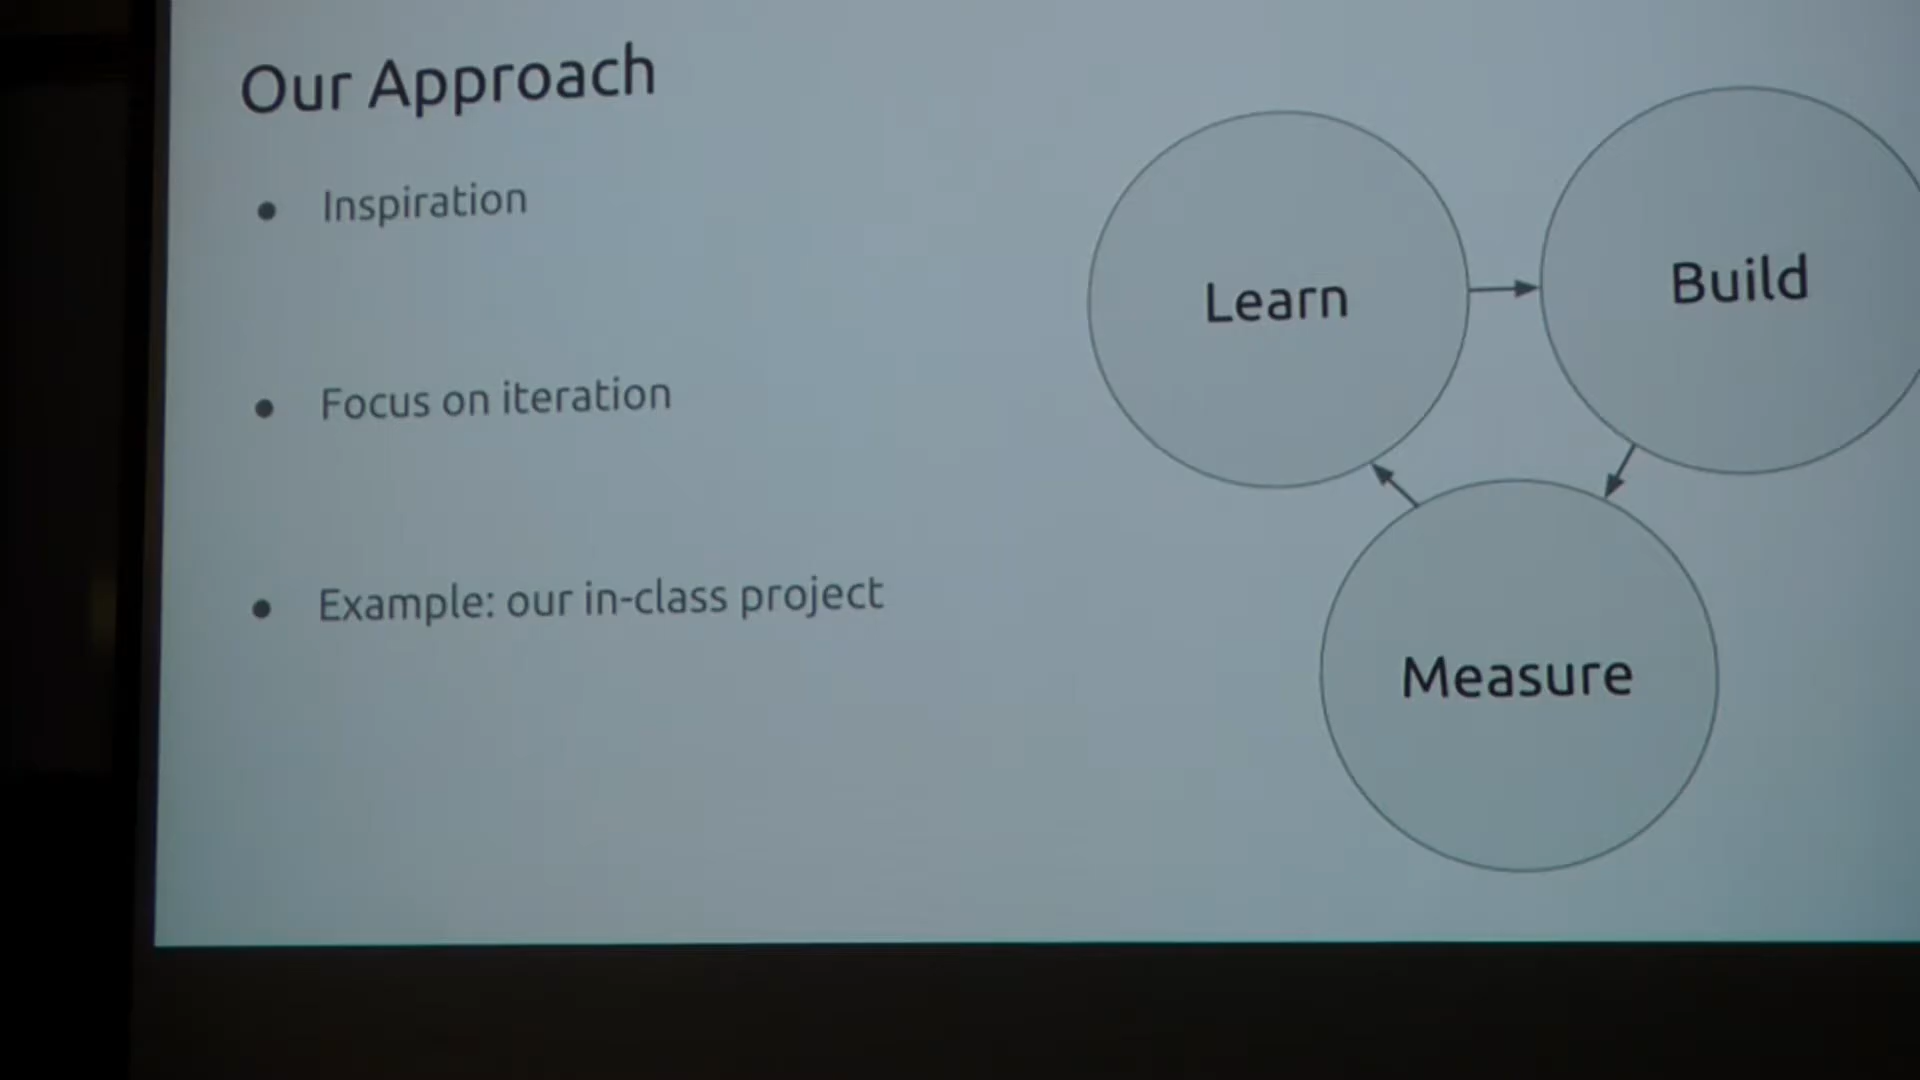 Our Approach
Inspiration
Focus on iteration
Example: our in-class project
Learn
Build
Measure